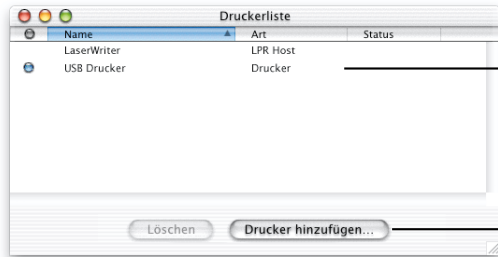 Druckerliste
Name Art Status
LaserWriter LPR Host
USB Drucker Drucker
Löschen Drucker hinzufügen...